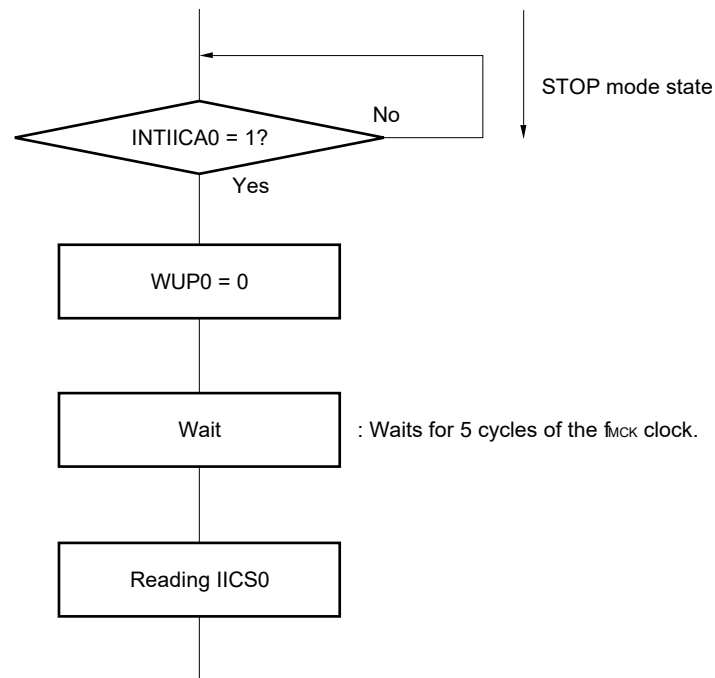 STOP mode state
No
INTIICA0 = 1?
Yes
WUP0 = 0
Wait
: Waits for 5 cycles of the fMCK clock.
Reading IICS0